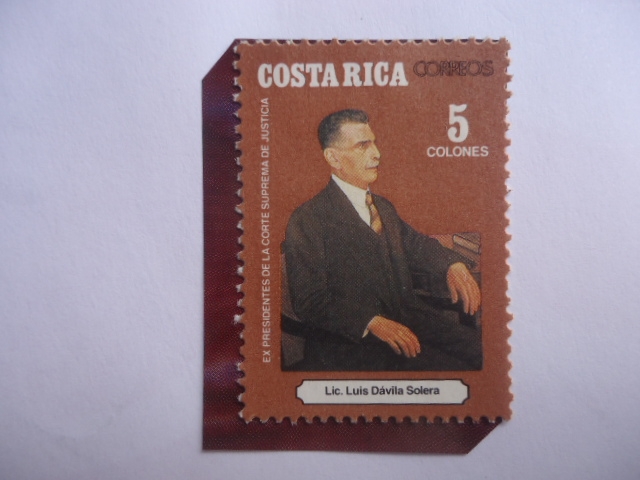 COSTA RICA CORREOS
5
COLONES
EX PRESIDENTES DE LA CORTE SUPREMA DE JUSTICIA
Lic. Luis Dávila Solera